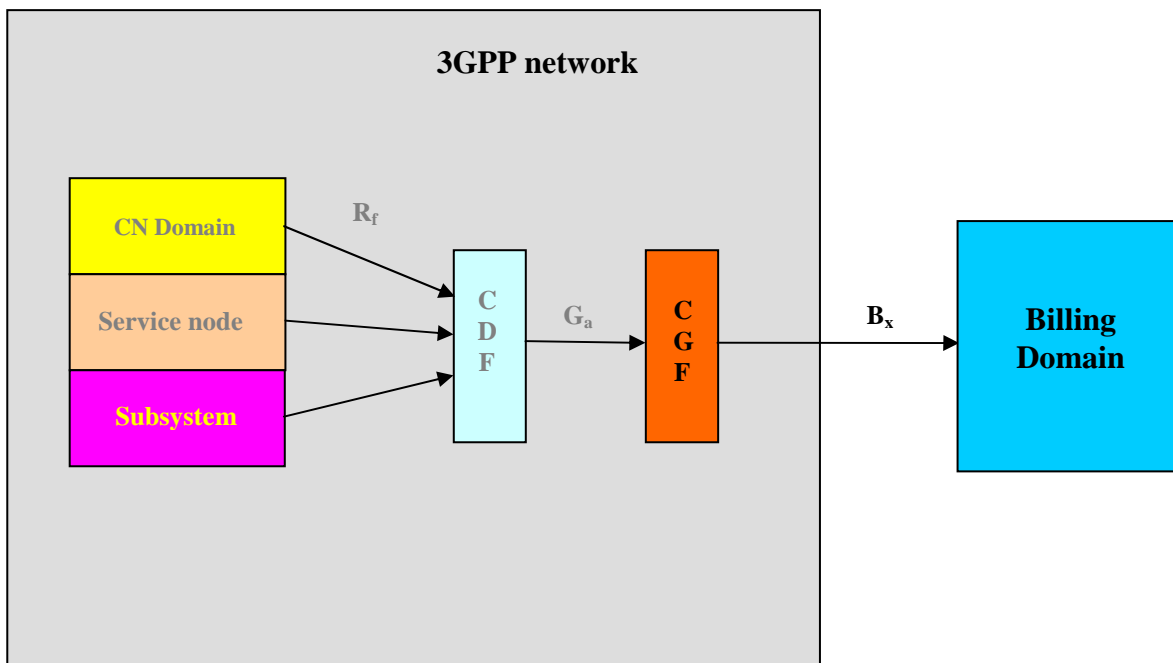 3GPP network
CN Domain
Service node
Subsystem
Rf
C
D
F
Ga
C
G
F
Bx
Billing
Domain